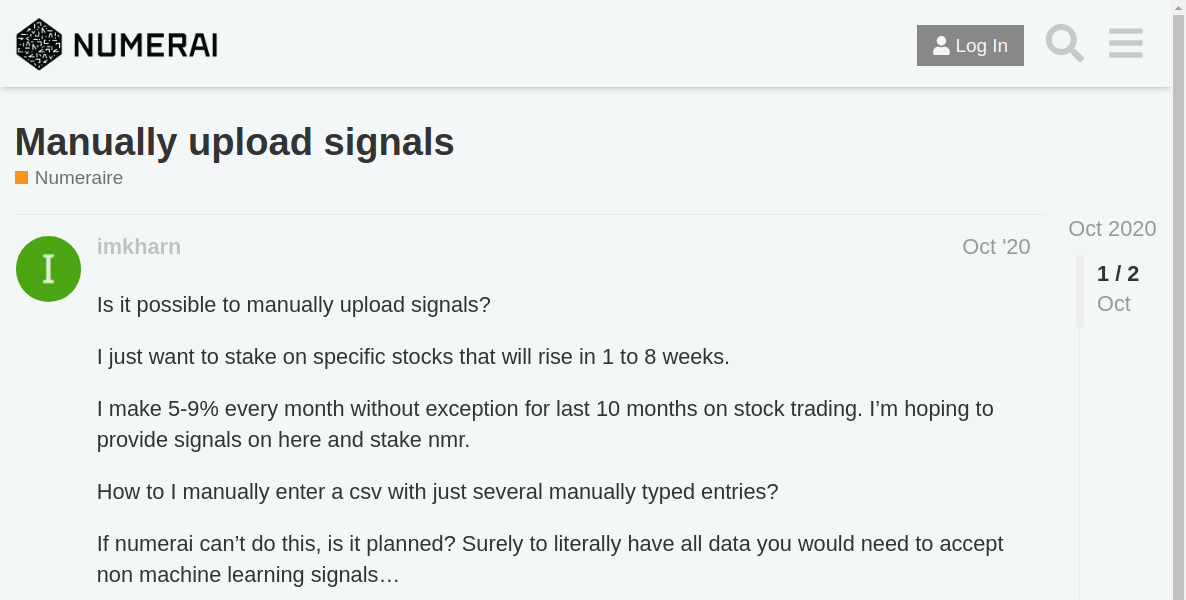 NUMERAI
Log In
Manually upload signals
Numeraire
Oct 2020
imkharn
Oct '20
1 / 2
Oct
I
Is it possible to manually upload signals?
I just want to stake on specific stocks that will rise in 1 to 8 weeks.
I make 5-9% every month without exception for last 10 months on stock trading. I’m hoping to
provide signals on here and stake nmr.
How to I manually enter a csv with just several manually typed entries?
If numerai can’t do this, is it planned? Surely to literally have all data you would need to accept
non machine learning signals…